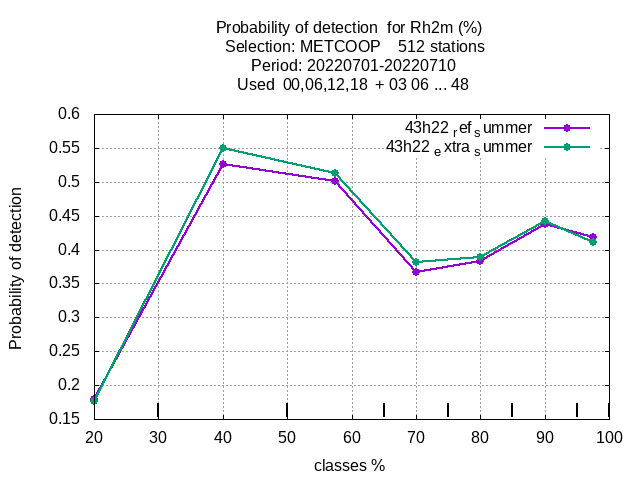 Probability of detection  for Rh2m (%)
Selection: METCOOP    512 stations
Period: 20220701-20220710
Used  00,06,12,18  + 03 06 ... 48
43h22 ref summer
43h22 extra summer
Probability of detection
0.6
0.55
0.5
0.45
0.4
0.35
0.3
0.25
0.2
0.15
20 30 40 50 60 70 80 90 100
classes %